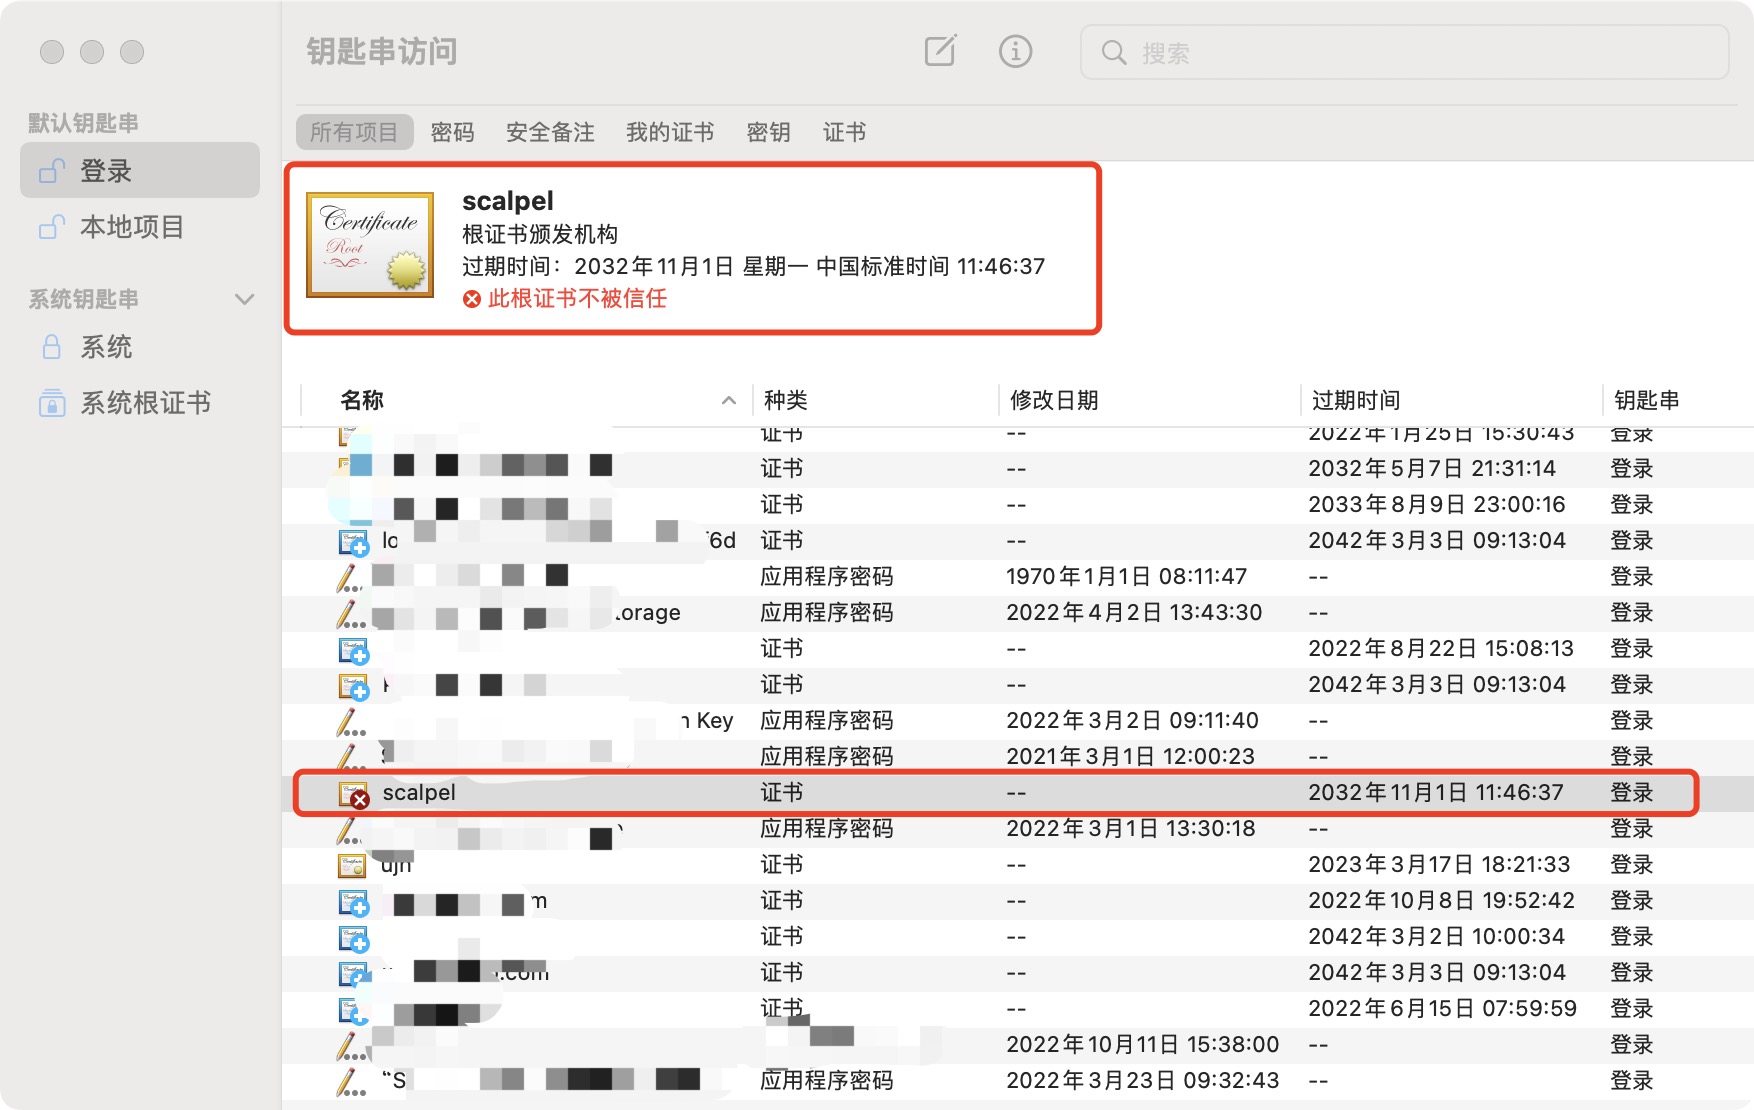 钥匙串访问
搜索
默认钥匙串
登录
本地项目
系统钥匙串
系统
系统根证书
所有项目 密码 安全备注 我的证书 密钥 证书
Certificate
Root
scalpel
根证书颁发机构
过期时间：2032年11月1日 星期一 中国标准时间 11:46:37
此根证书不被信任
名称 种类 修改日期 过期时间 钥匙串
证书 -- 2022年1月25日 15:30:43 登录
证书 -- 2032年5月7日 21:31:14 登录
证书 -- 2033年8月9日 23:00:16 登录
6d 证书 -- 2042年3月3日 09:13:04 登录
应用程序密码 1970年1月1日 08:11:47 -- 登录
torage 应用程序密码 2022年4月2日 13:43:30 -- 登录
证书 -- 2022年8月22日 15:08:13 登录
证书 -- 2042年3月3日 09:13:04 登录
n Key 应用程序密码 2022年3月2日 09:11:40 -- 登录
应用程序密码 2021年3月1日 12:00:23 -- 登录
scalpel 证书 -- 2032年11月1日 11:46:37 登录
应用程序密码 2022年3月1日 13:30:18 -- 登录
ujn 证书 -- 2023年3月17日 18:21:33 登录
m 证书 -- 2022年10月8日 19:52:42 登录
证书 -- 2042年3月2日 10:00:34 登录
.com 证书 -- 2042年3月3日 09:13:04 登录
证书 -- 2022年6月15日 07:59:59 登录
2022年10月11日 15:38:00 -- 登录
“S 应用程序密码 2022年3月23日 09:32:43 -- 登录